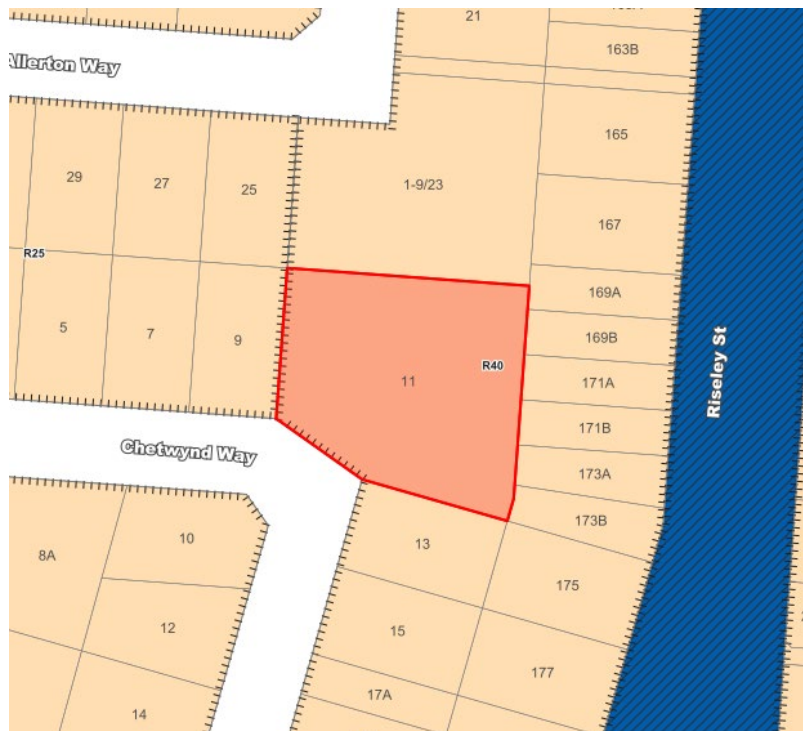 21
163B
Allerton Way
165
29
27
25
1-9/23
167
R25
169A
5
7
9
11
R40
169B
171A
Riseley St
171B
Chetwynd Way
173A
173B
10
13
8A
175
12
15
177
17A
14